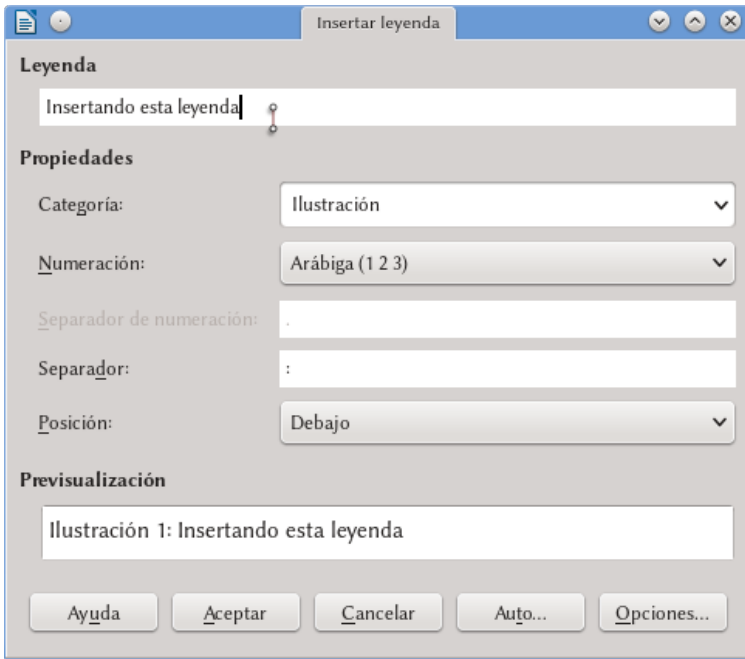 Insertar leyenda
Leyenda
Insertando esta leyenda
Propiedades
Categoría: Ilustración
Numeración: Arábiga (1 2 3)
Separador de numeración: .
Separador: :
Posición: Debajo
Previsualización
Ilustración 1: Insertando esta leyenda
Ayuda Aceptar Cancelar Auto... Opciones...